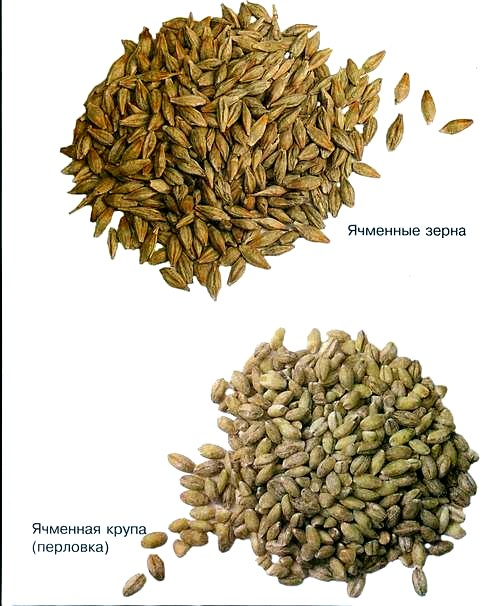 Ячменные зерна
Ячменная крупа
(перловка)